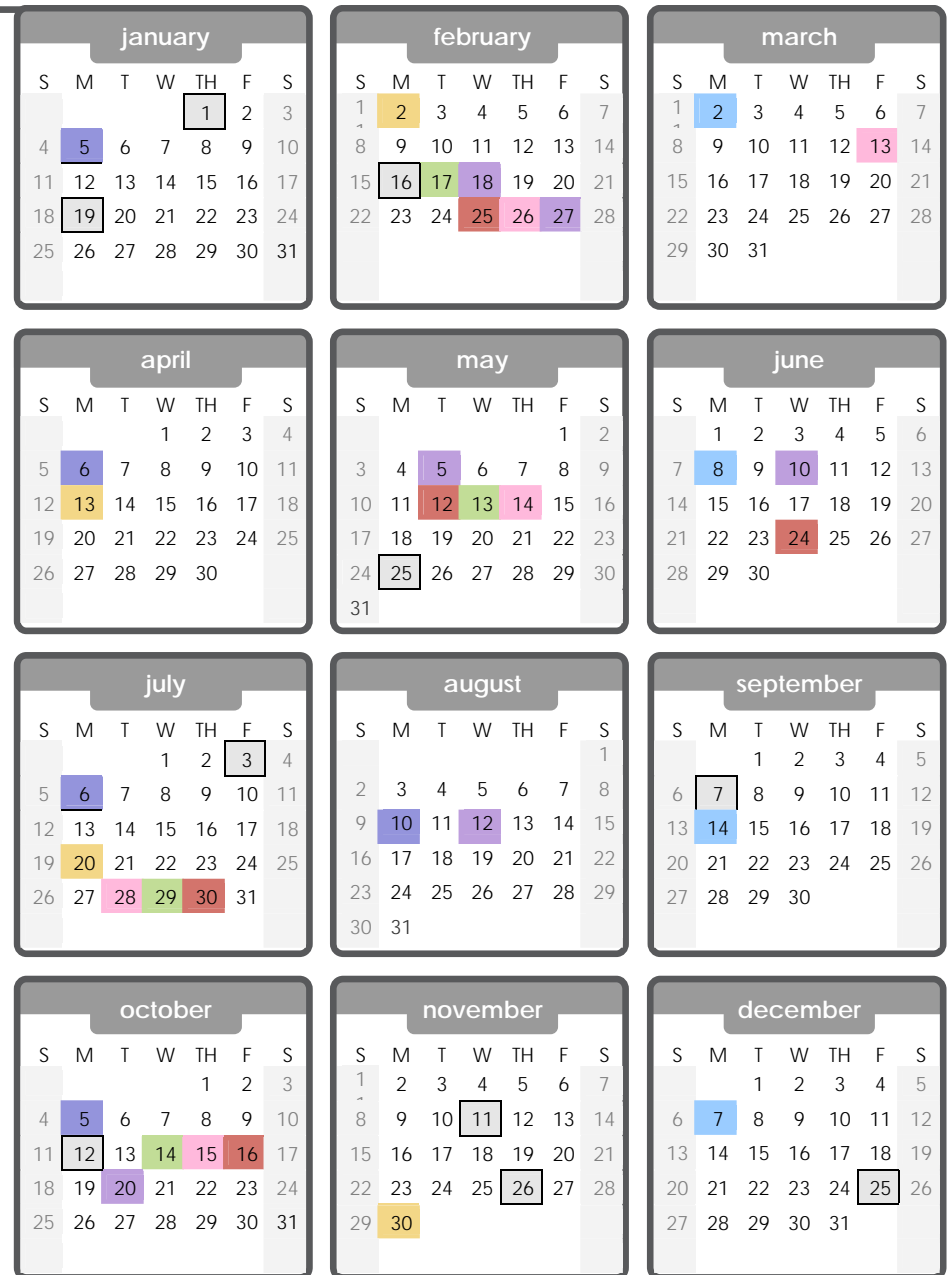 january
S M T W TH F S
1 2 3
4 5 6 7 8 9 10
11 12 13 14 15 16 17
18 19 20 21 22 23 24
25 26 27 28 29 30 31
february
S M T W TH F S
1 2 3 4 5 6 7
8 9 10 11 12 13 14
15 16 17 18 19 20 21
22 23 24 25 26 27 28
march
S M T W TH F S
1 2 3 4 5 6 7
8 9 10 11 12 13 14
15 16 17 18 19 20 21
22 23 24 25 26 27 28
29 30 31
april
S M T W TH F S
1 2 3 4
5 6 7 8 9 10 11
12 13 14 15 16 17 18
19 20 21 22 23 24 25
26 27 28 29 30
may
S M T W TH F S
1 2
3 4 5 6 7 8 9
10 11 12 13 14 15 16
17 18 19 20 21 22 23
24 25 26 27 28 29 30
31
june
S M T W TH F S
1 2 3 4 5 6
7 8 9 10 11 12 13
14 15 16 17 18 19 20
21 22 23 24 25 26 27
28 29 30
july
S M T W TH F S
1 2 3 4
5 6 7 8 9 10 11
12 13 14 15 16 17 18
19 20 21 22 23 24 25
26 27 28 29 30 31
august
S M T W TH F S
1
2 3 4 5 6 7 8
9 10 11 12 13 14 15
16 17 18 19 20 21 22
23 24 25 26 27 28 29
30 31
september
S M T W TH F S
1 2 3 4 5
6 7 8 9 10 11 12
13 14 15 16 17 18 19
20 21 22 23 24 25 26
27 28 29 30
october
S M T W TH F S
1 2 3
4 5 6 7 8 9 10
11 12 13 14 15 16 17
18 19 20 21 22 23 24
25 26 27 28 29 30 31
november
S M T W TH F S
1 2 3 4 5 6 7
8 9 10 11 12 13 14
15 16 17 18 19 20 21
22 23 24 25 26 27 28
29 30
december
S M T W TH F S
1 2 3 4 5
6 7 8 9 10 11 12
13 14 15 16 17 18 19
20 21 22 23 24 25 26
27 28 29 30 31